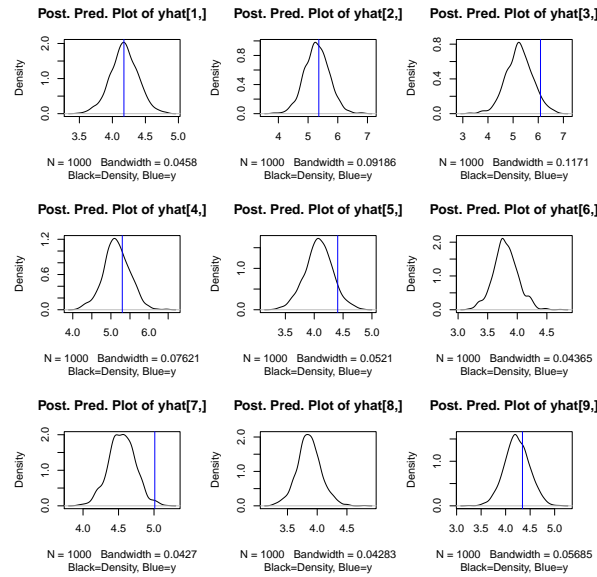 Post. Pred. Plot of yhat[1,]
Density
0.0 1.0 2.0
3.5 4.0 4.5 5.0
N = 1000 Bandwidth = 0.0458
Black=Density, Blue=y
Post. Pred. Plot of yhat[2,]
Density
0.0 0.4 0.8
4 5 6 7
N = 1000 Bandwidth = 0.09186
Black=Density, Blue=y
Post. Pred. Plot of yhat[3,]
Density
0.0 0.4 0.8
3 4 5 6 7
N = 1000 Bandwidth = 0.1171
Black=Density, Blue=y
Post. Pred. Plot of yhat[4,]
Density
0.0 0.6 1.2
4.0 5.0 6.0
N = 1000 Bandwidth = 0.07621
Black=Density, Blue=y
Post. Pred. Plot of yhat[5,]
Density
0.0 1.0
3.5 4.0 4.5 5.0
N = 1000 Bandwidth = 0.0521
Black=Density, Blue=y
Post. Pred. Plot of yhat[6,]
Density
0.0 1.0 2.0
3.0 3.5 4.0 4.5
N = 1000 Bandwidth = 0.04365
Black=Density, Blue=y
Post. Pred. Plot of yhat[7,]
Density
0.0 1.0 2.0
4.0 4.5 5.0
N = 1000 Bandwidth = 0.0427
Black=Density, Blue=y
Post. Pred. Plot of yhat[8,]
Density
0.0 1.0 2.0
3.5 4.0 4.5
N = 1000 Bandwidth = 0.04283
Black=Density, Blue=y
Post. Pred. Plot of yhat[9,]
Density
0.0 1.0
3.0 3.5 4.0 4.5 5.0
N = 1000 Bandwidth = 0.05685
Black=Density, Blue=y